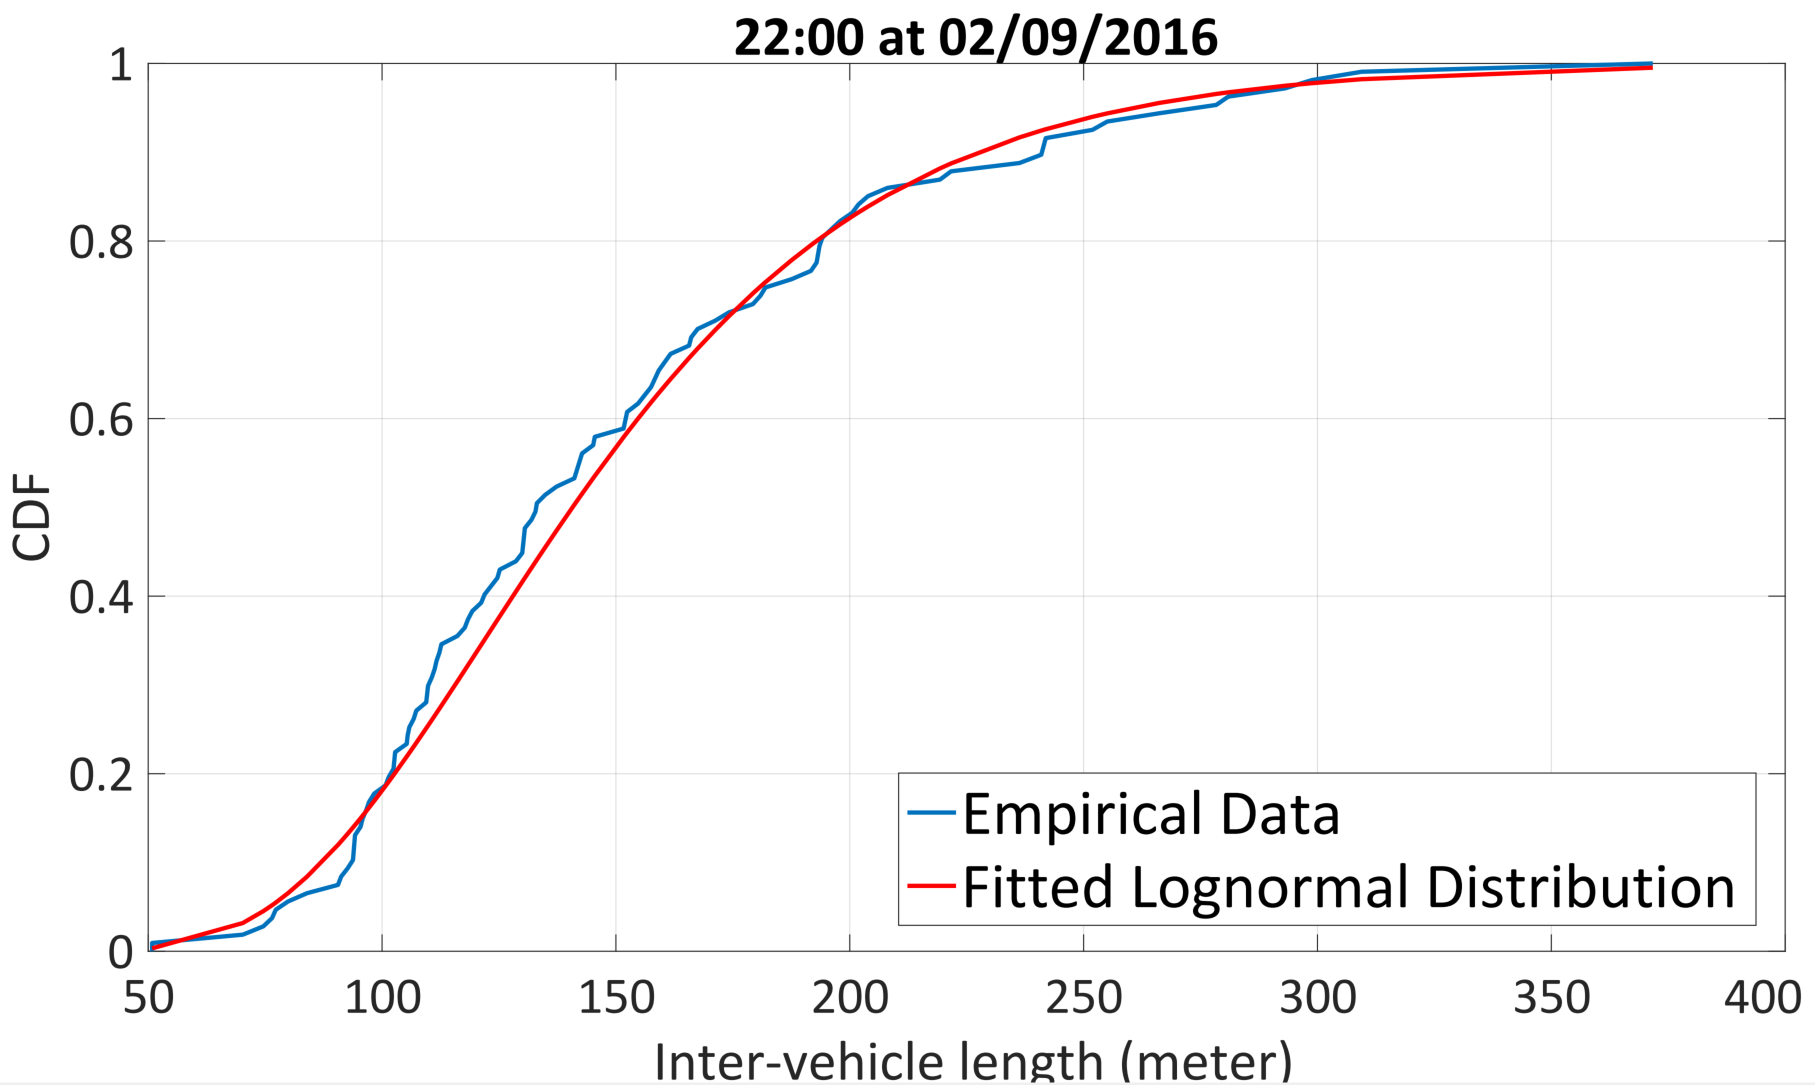 22:00 at 02/09/2016
1
0.8
0.6
0.4
0.2
0
CDF
Empirical Data
Fitted Lognormal Distribution
50 100 150 200 250 300 350 400
Inter-vehicle length (meter)